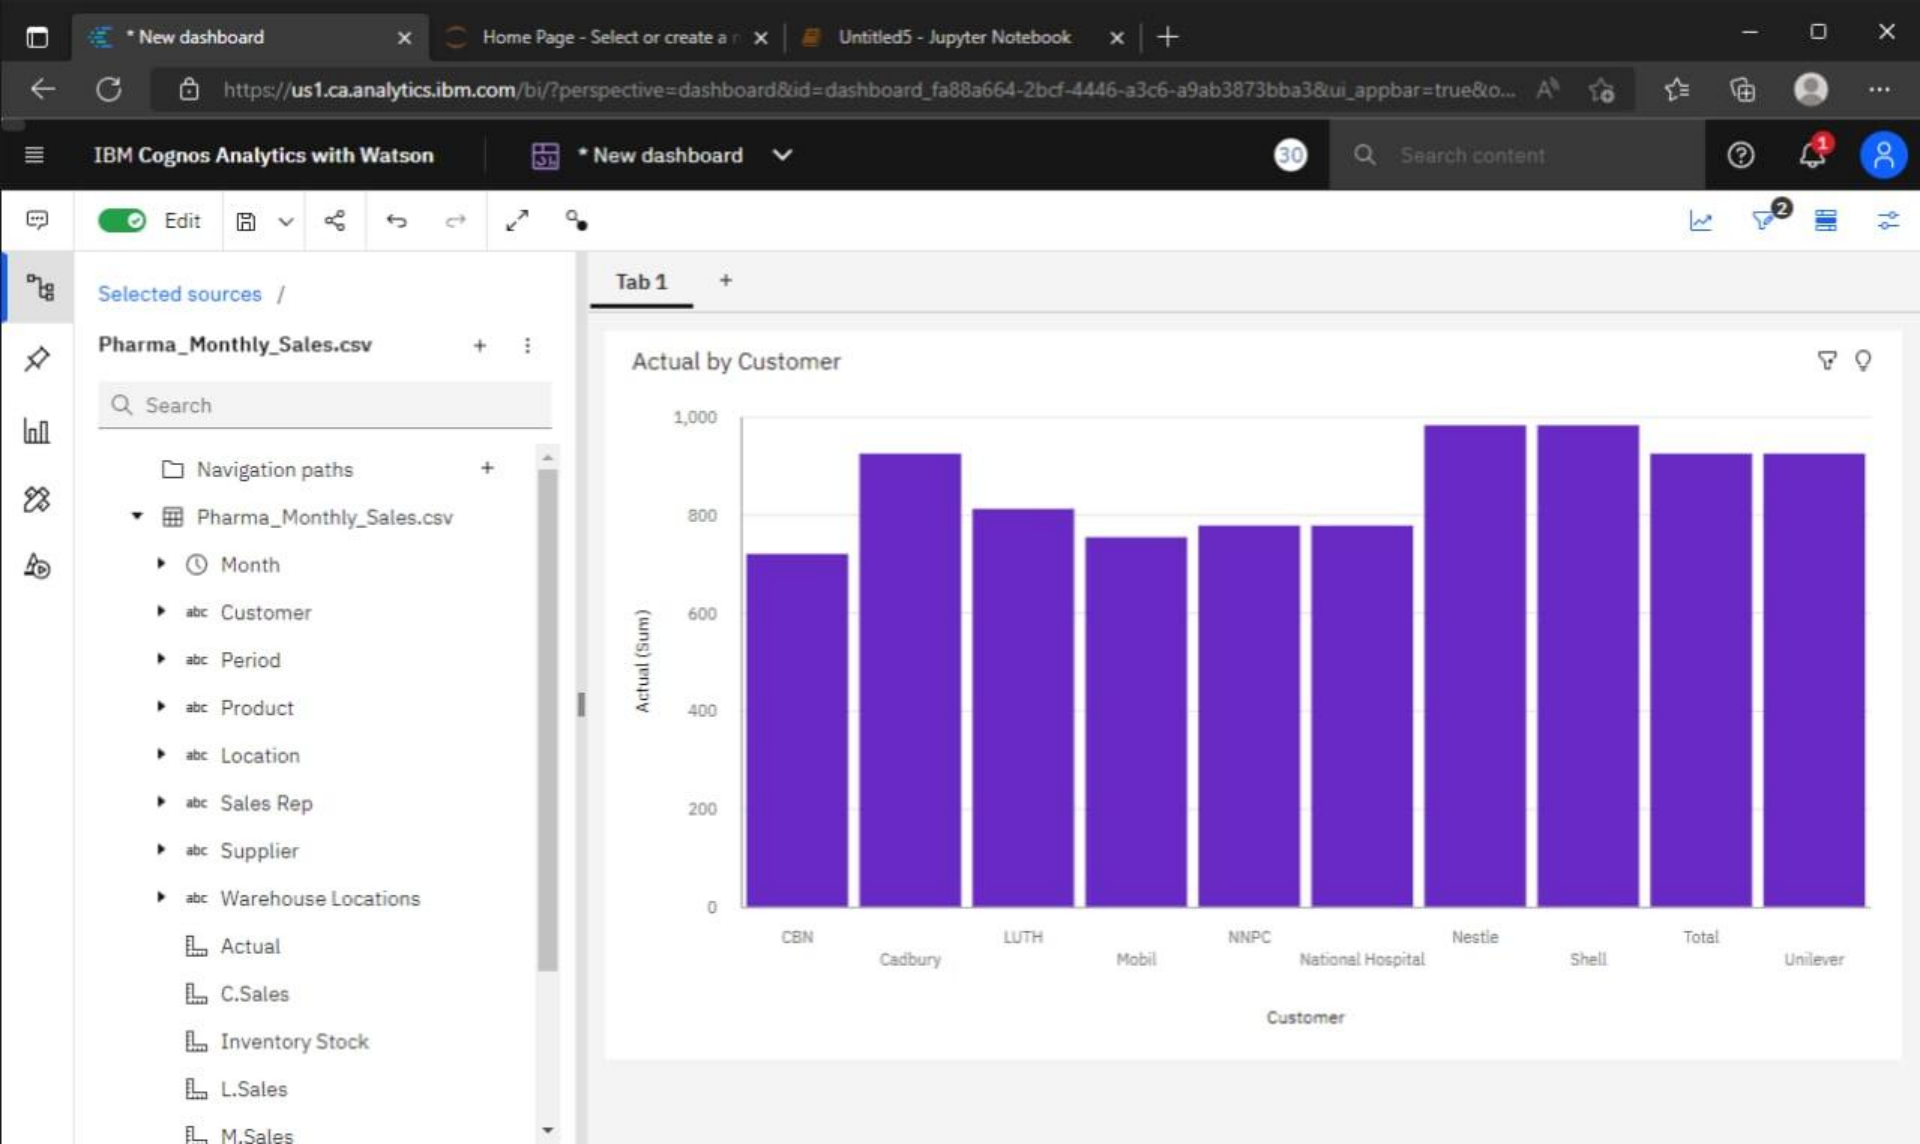 * New dashboard
Home Page - Select or create a n
Untitled5 - Jupyter Notebook
https://us1.ca.analytics.ibm.com/bi/?perspective=dashboard&id=dashboard_fa88a664-2bcf-4446-a3c6-a9ab3873bba3&ui_appbar=true&o...
IBM Cognos Analytics with Watson
* New dashboard
30
Search content
1
Edit
2
Selected sources /
Tab 1
Pharma_Monthly_Sales.csv
Search
Navigation paths
Pharma_Monthly_Sales.csv
Month
abc Customer
abc Period
abc Product
abc Location
abc Sales Rep
abc Supplier
abc Warehouse Locations
Actual
C.Sales
Inventory Stock
L.Sales
M.Sales
Actual by Customer
1,000
800
600
400
200
0
Actual (Sum)
CBN
Cadbury
LUTH
Mobil
NNPC
National Hospital
Nestle
Shell
Total
Unilever
Customer